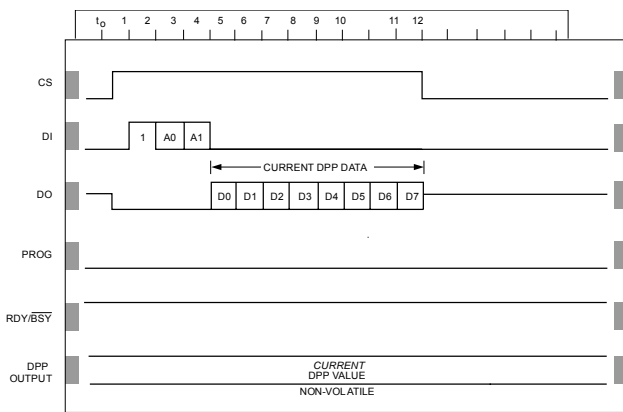 to 1 2 3 4 5 6 7 8 9 10 11 12
CS
DI 1 A0 A1
CURRENT DPP DATA
DO D0 D1 D2 D3 D4 D5 D6 D7
PROG
RDY/BSY
DPP
OUTPUT
CURRENT
DPP VALUE
NON-VOLATILE